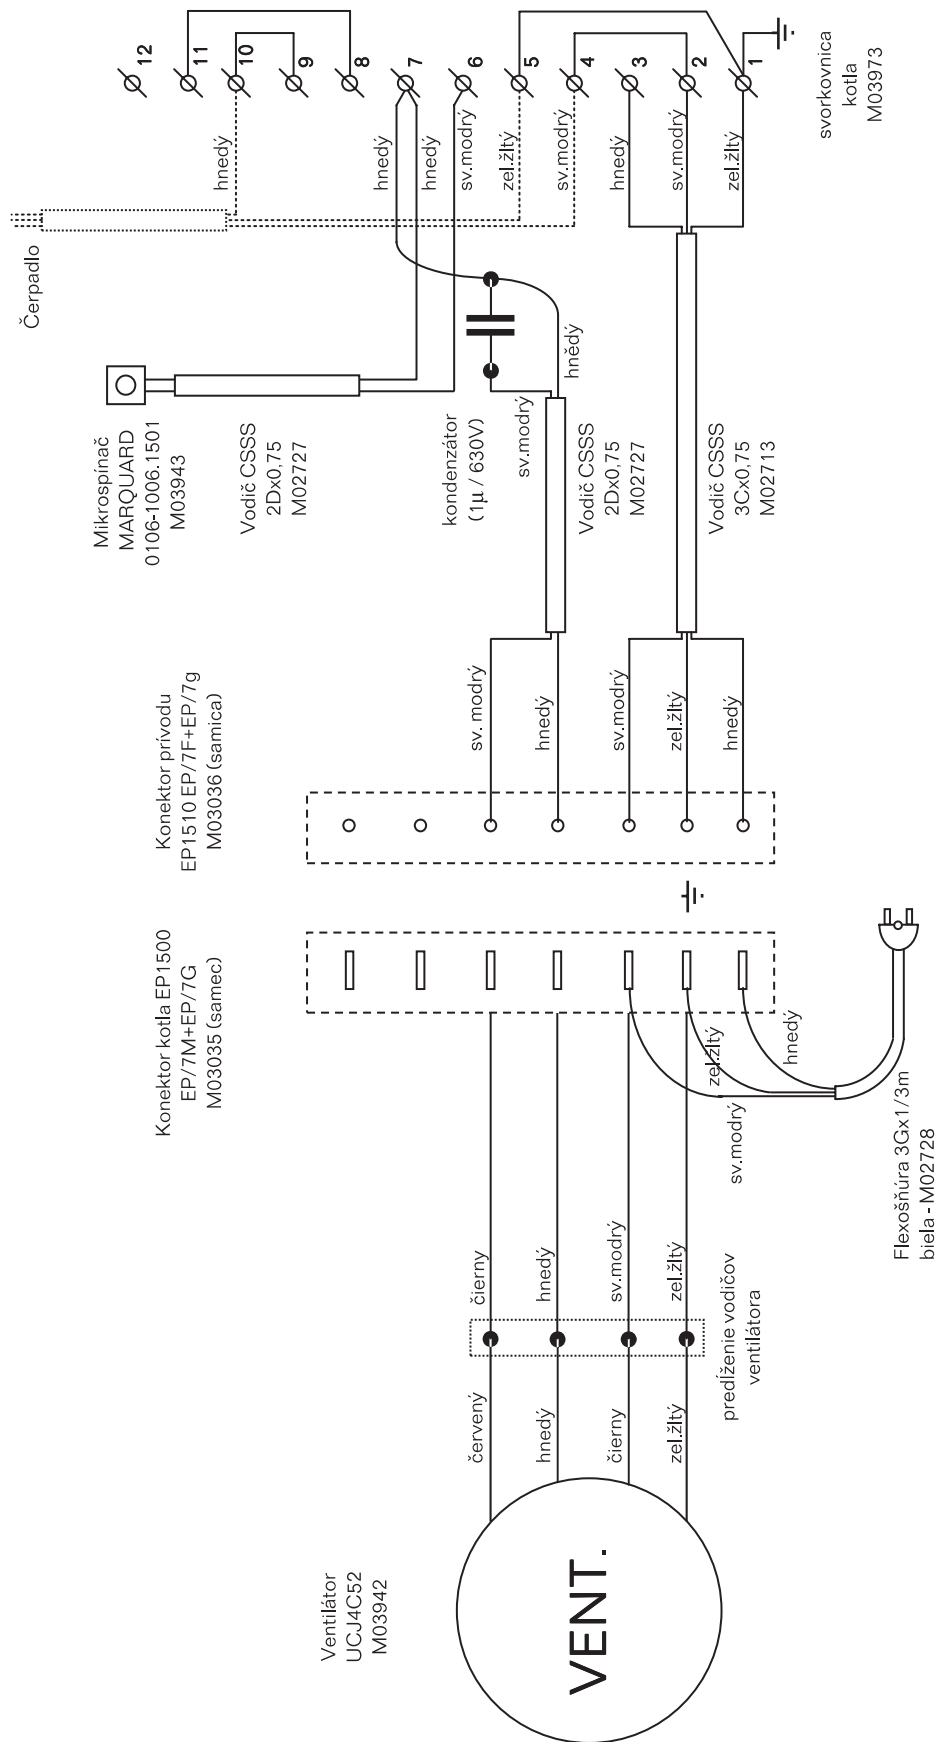 Ventilátor
UCJ4C52
M03942
VENT.
červený
hnedý
čierny
zel.žltý
čierny
hnedý
sv.modrý
zel.žltý
predĺženie vodičov
ventilátora
Konektor kotla EP1500
EP/7M+EP/7G
M03035 (samec)
sv.modrý
zel.žltý
hnedý
Flexošňúra 3Gx1/3m
biela - M02728
Konektor prívodu
EP1510 EP/7F+EP/7g
M03036 (samica)
sv. modrý
hnedý
sv.modrý
zel.žltý
hnedý
Mikrospínač
MARQUARD
0106-1006.1501
M03943
Vodič CSSS
2Dx0,75
M02727
kondenzátor
(1µ / 630V)
sv.modrý
hnědý
Vodič CSSS
2Dx0,75
M02727
Vodič CSSS
3Cx0,75
M02713
Čerpadlo
hnedý
hnedý
hnedý
sv.modrý
zel.žltý
sv.modrý
hnedý
sv.modrý
zel.žltý
12
11
10
9
8
7
6
5
4
3
2
1
svorkovnica
kotla
M03973